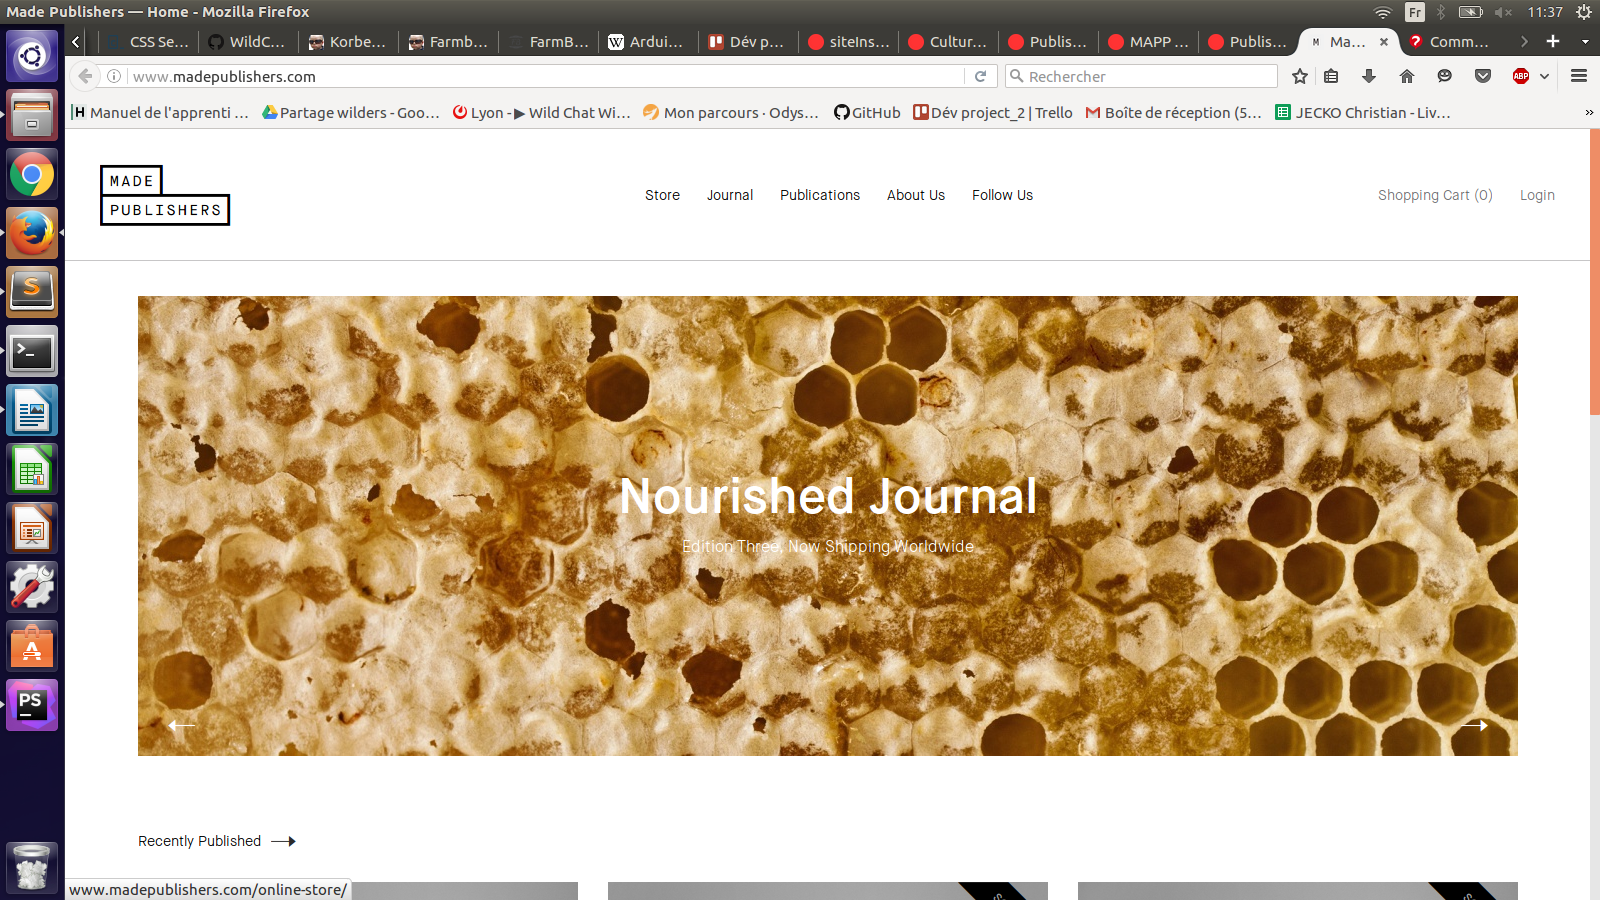 Made Publishers — Home - Mozilla Firefox
Fr
11:37
CSS Se...
WildC...
Korbe...
Farmb...
FarmB...
W Ardui...
Dév p...
siteIns...
Cultur...
Publis...
MAPP ...
Publis...
M Ma...
? Comm...
www.madepublishers.com
Rechercher
ABP
H Manuel de l'apprenti ...
Partage wilders - Goo...
Lyon - ▶ Wild Chat Wi...
Mon parcours · Odys...
GitHub
Dév project_2 | Trello
Boîte de réception (5...
JECKO Christian - Liv...
MADE
PUBLISHERS
Store
Journal
Publications
About Us
Follow Us
Shopping Cart (0)
Login
S
>_
Nourished Journal
Edition Three, Now Shipping Worldwide
A
PS
Recently Published
www.madepublishers.com/online-store/